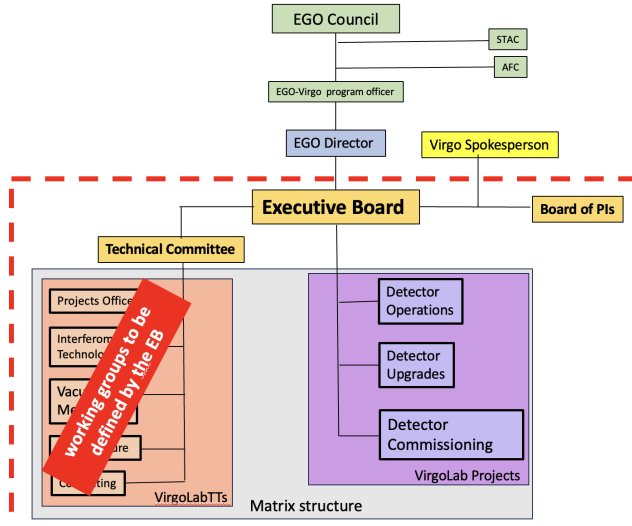 EGO Council
STAC
AFC
EGO-Virgo program officer
EGO Director
Virgo Spokesperson
Executive Board
Board of PIs
Technical Committee
Projects Office
working groups to be
defined by the EB
VirgoLabTTs
Detector
Operations
Detector
Upgrades
Detector
Commissioning
VirgoLab Projects
Matrix structure